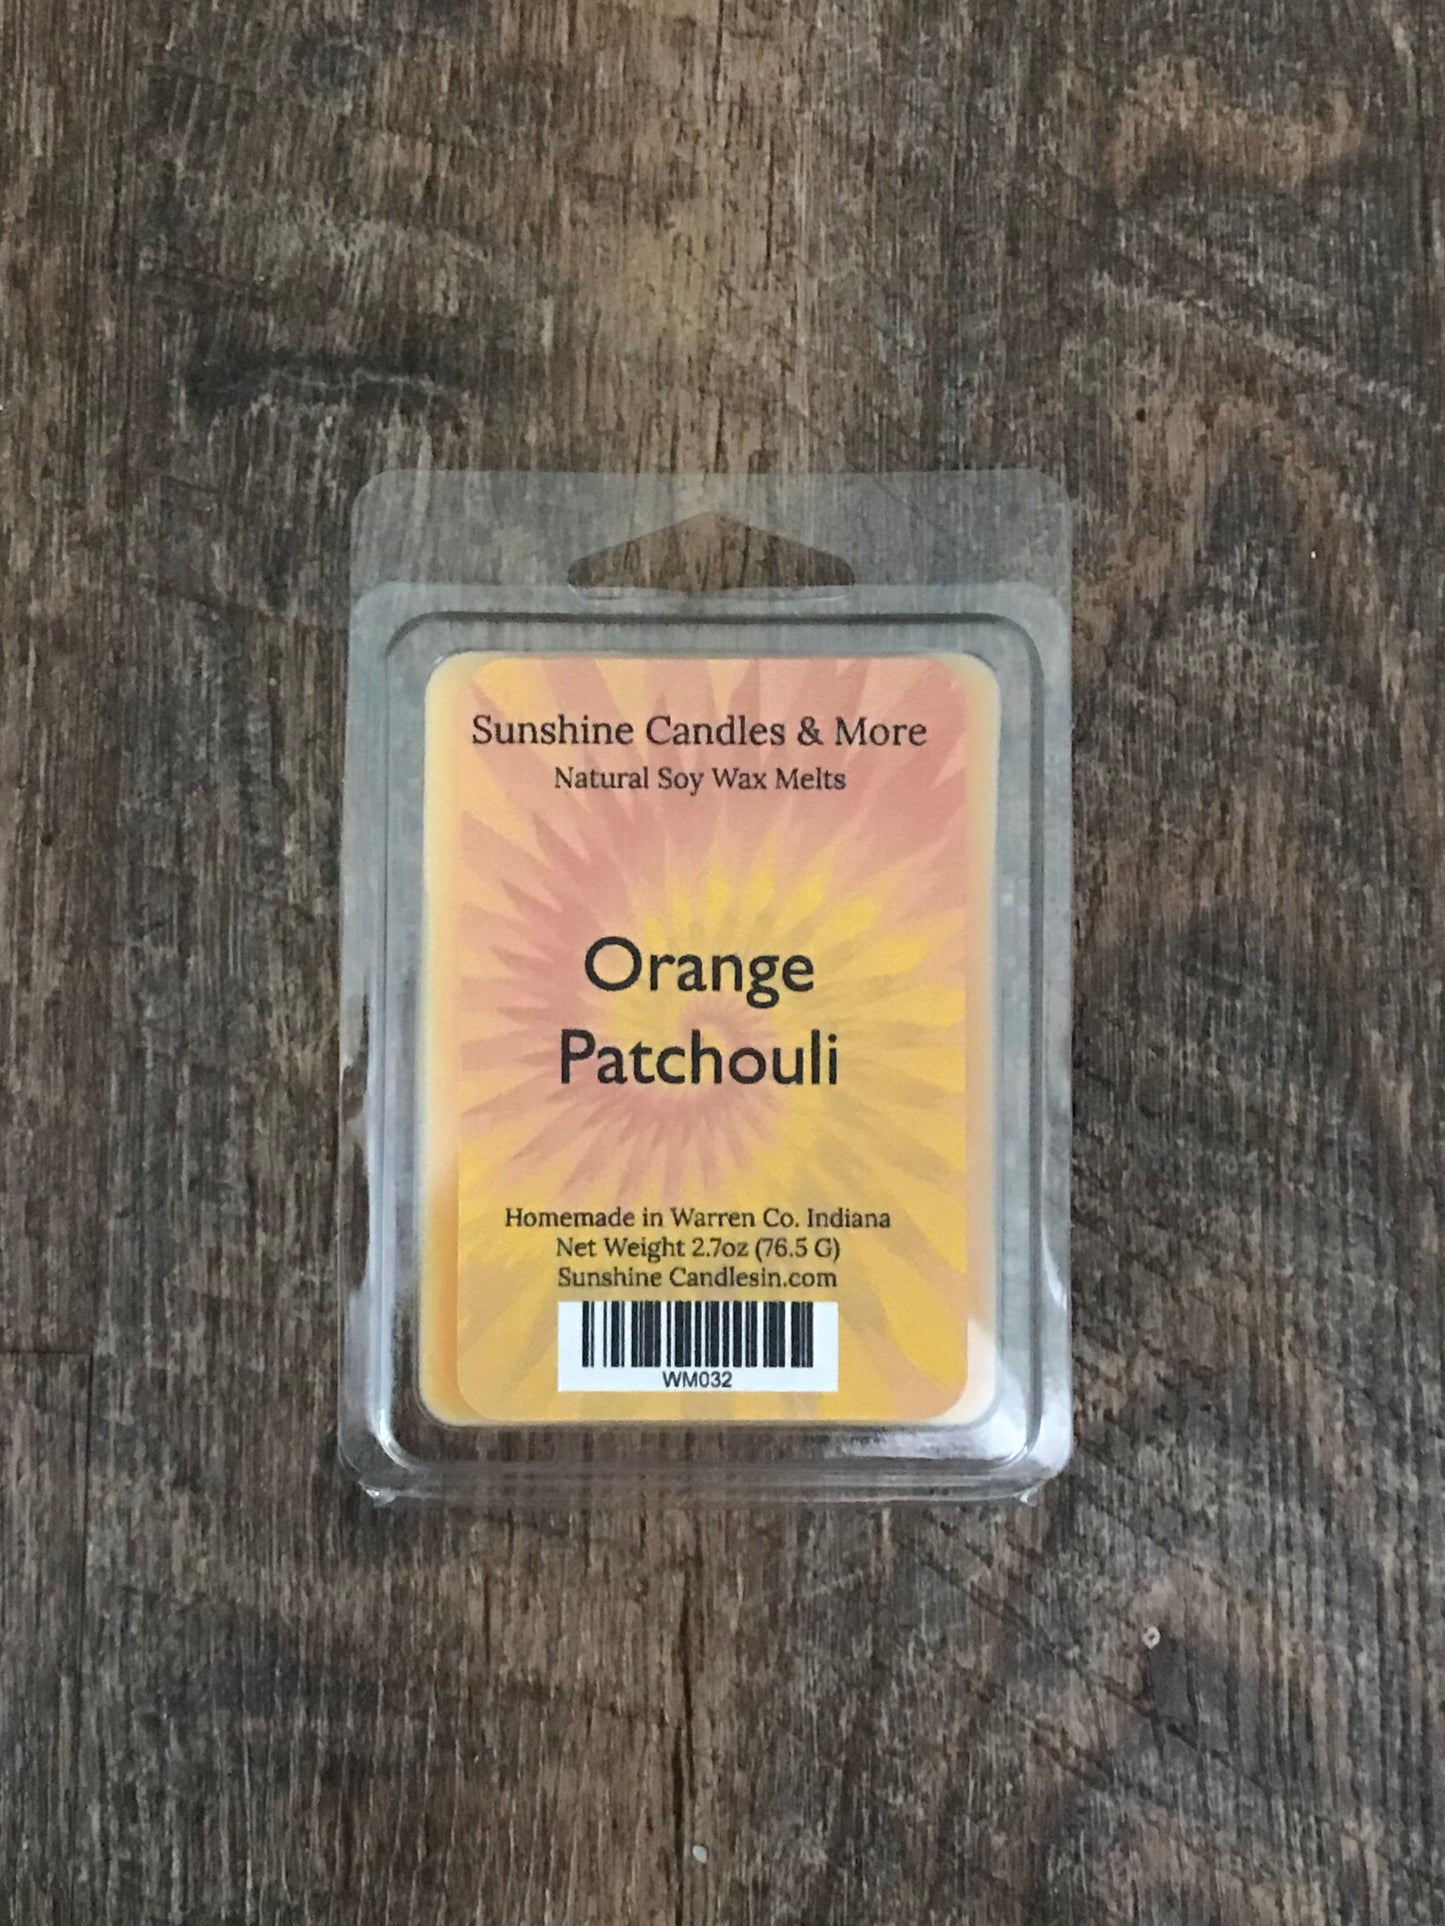 Sunshine Candles & More
Natural Soy Wax Melts
Orange
Patchouli
Homemade in Warren Co. Indiana
Net Weight 2.7oz (76.5 G)
Sunshine Candlesin.com
WM032